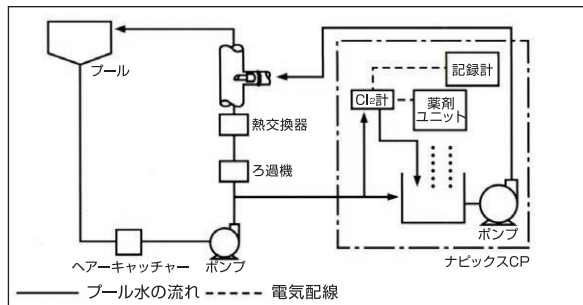 プール
記録計
Cl₂計
薬剤
ユニット
熱交換器
ろ過機
ヘアーキャッチャー
ポンプ
ポンプ
ナピックスCP
プール水の流れ
電気配線